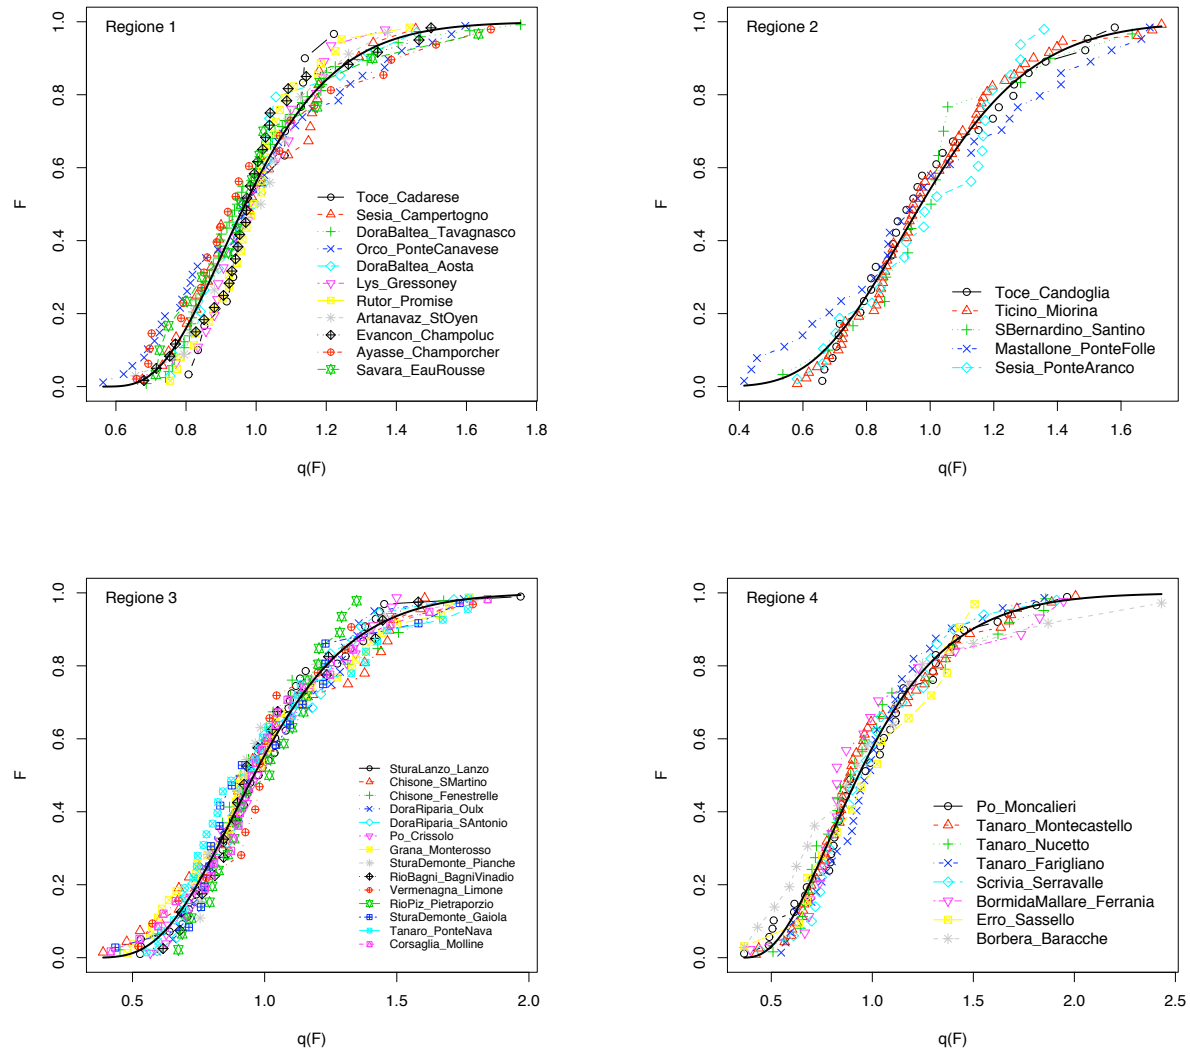 Regione 1
F
1.0
0.8
0.6
0.4
0.2
0.0
Toce_Cadarese
Sesia_Campertogno
DoraBaltea_Tavagnasco
Orco_PonteCanavese
DoraBaltea_Aosta
Lys_Gressoney
Rutor_Promise
Artanavaz_StOyen
Evancon_Champoluc
Ayasse_Champorcher
Savara_EauRousse
0.6 0.8 1.0 1.2 1.4 1.6 1.8
q(F)
Regione 2
F
1.0
0.8
0.6
0.4
0.2
0.0
Toce_Candoglia
Ticino_Miorina
SBernardino_Santino
Mastallone_PonteFolle
Sesia_PonteAranco
0.4 0.6 0.8 1.0 1.2 1.4 1.6
q(F)
Regione 3
F
1.0
0.8
0.6
0.4
0.2
0.0
SturaLanzo_Lanzo
Chisone_SMartino
Chisone_Fenestrelle
DoraRiparia_Oulx
DoraRiparia_SAntonio
Po_Crissolo
Grana_Monterosso
SturaDemonte_Pianche
RioBagni_BagniVinadio
Vermenagna_Limone
RioPiz_Pietraporzio
SturaDemonte_Gaiola
Tanaro_PonteNava
Corsaglia_Molline
0.5 1.0 1.5 2.0
q(F)
Regione 4
F
1.0
0.8
0.6
0.4
0.2
0.0
Po_Moncalieri
Tanaro_Montecastello
Tanaro_Nucetto
Tanaro_Farigliano
Scrivia_Serravalle
BormidaMallare_Ferrania
Erro_Sassello
Borbera_Baracche
0.5 1.0 1.5 2.0 2.5
q(F)